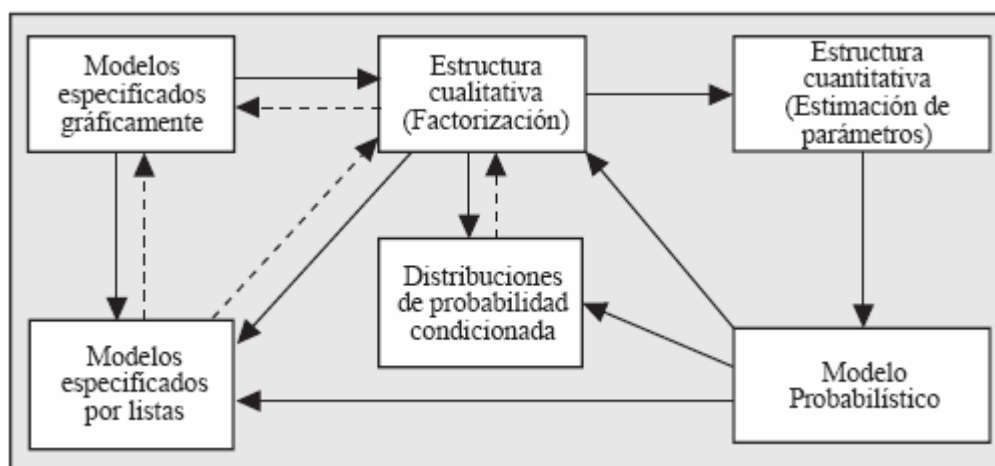 Modelos
especificados
gráficamente
Estructura
cualitativa
(Factorización)
Estructura
cuantitativa
(Estimación de
parámetros)
Distribuciones
de probabilidad
condicionada
Modelos
especificados
por listas
Modelo
Probabilístico